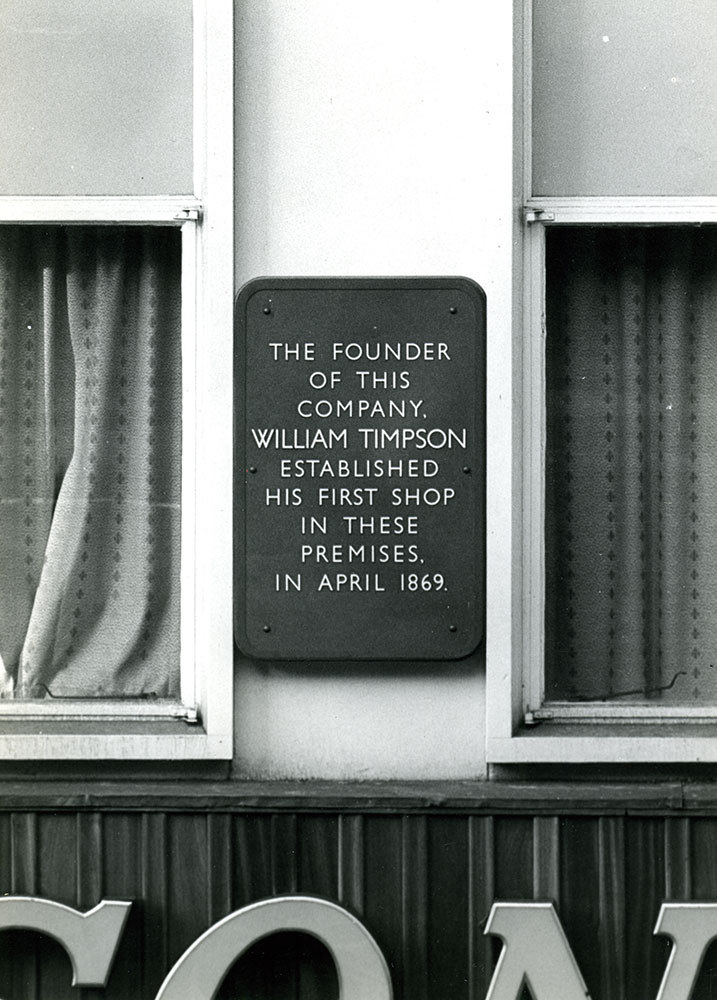 THE FOUNDER
OF THIS
COMPANY,
WILLIAM TIMPSON
ESTABLISHED
HIS FIRST SHOP
IN THESE
PREMISES,
IN APRIL 1869.